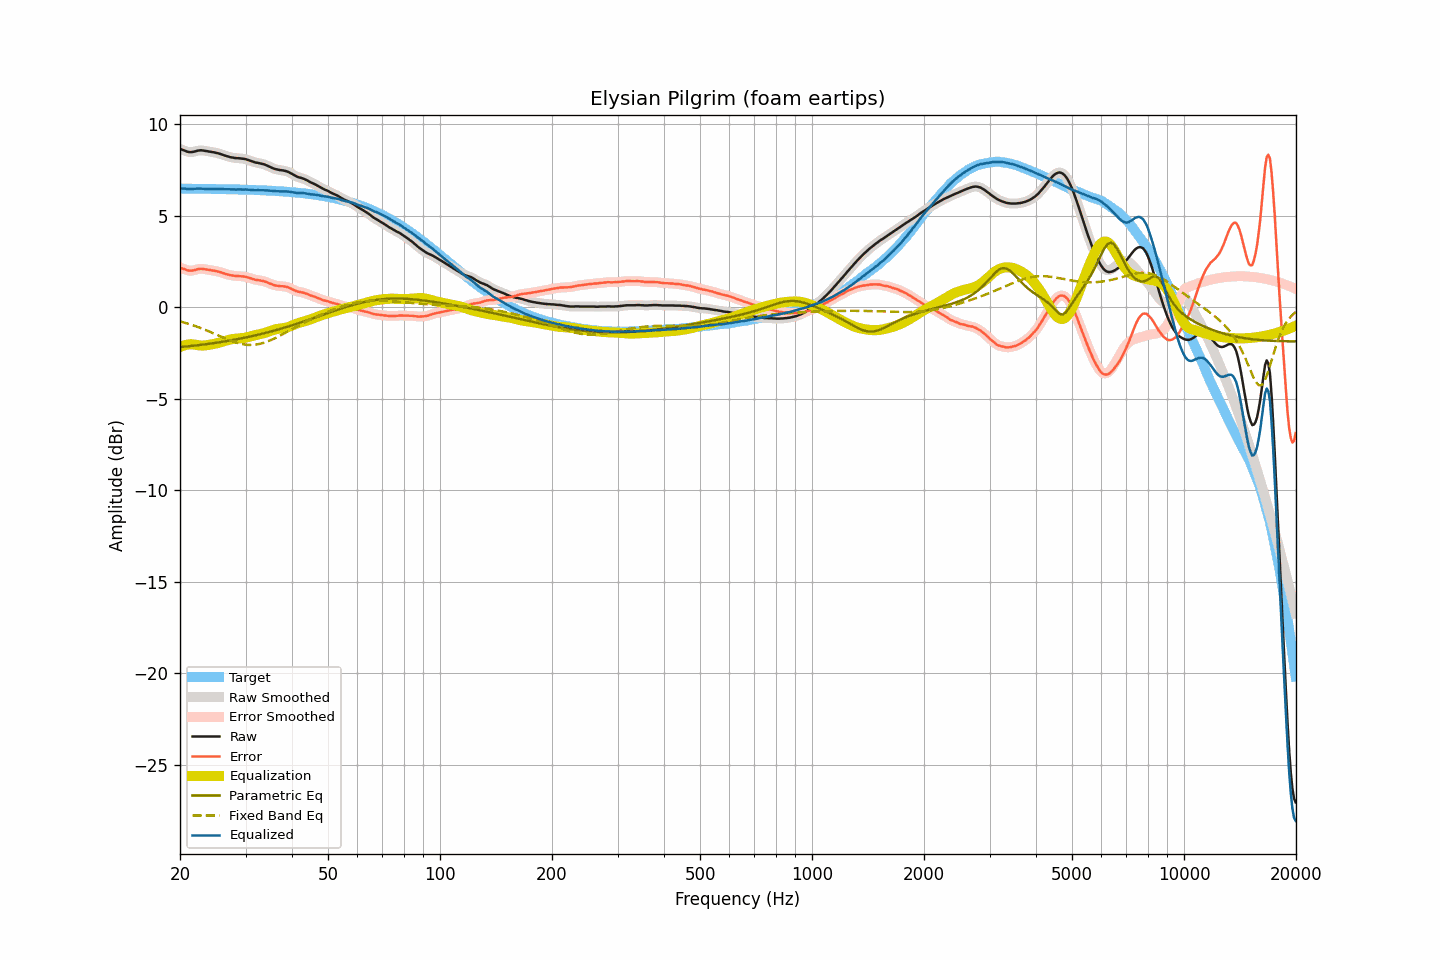 Elysian Pilgrim (foam eartips)
10
5
0
−5
−10
−15
−20
−25
Amplitude (dBr)
Target
Raw Smoothed
Error Smoothed
Raw
Error
Equalization
Parametric Eq
Fixed Band Eq
Equalized
20 50 100 200 500 1000 2000 5000 10000 20000
Frequency (Hz)